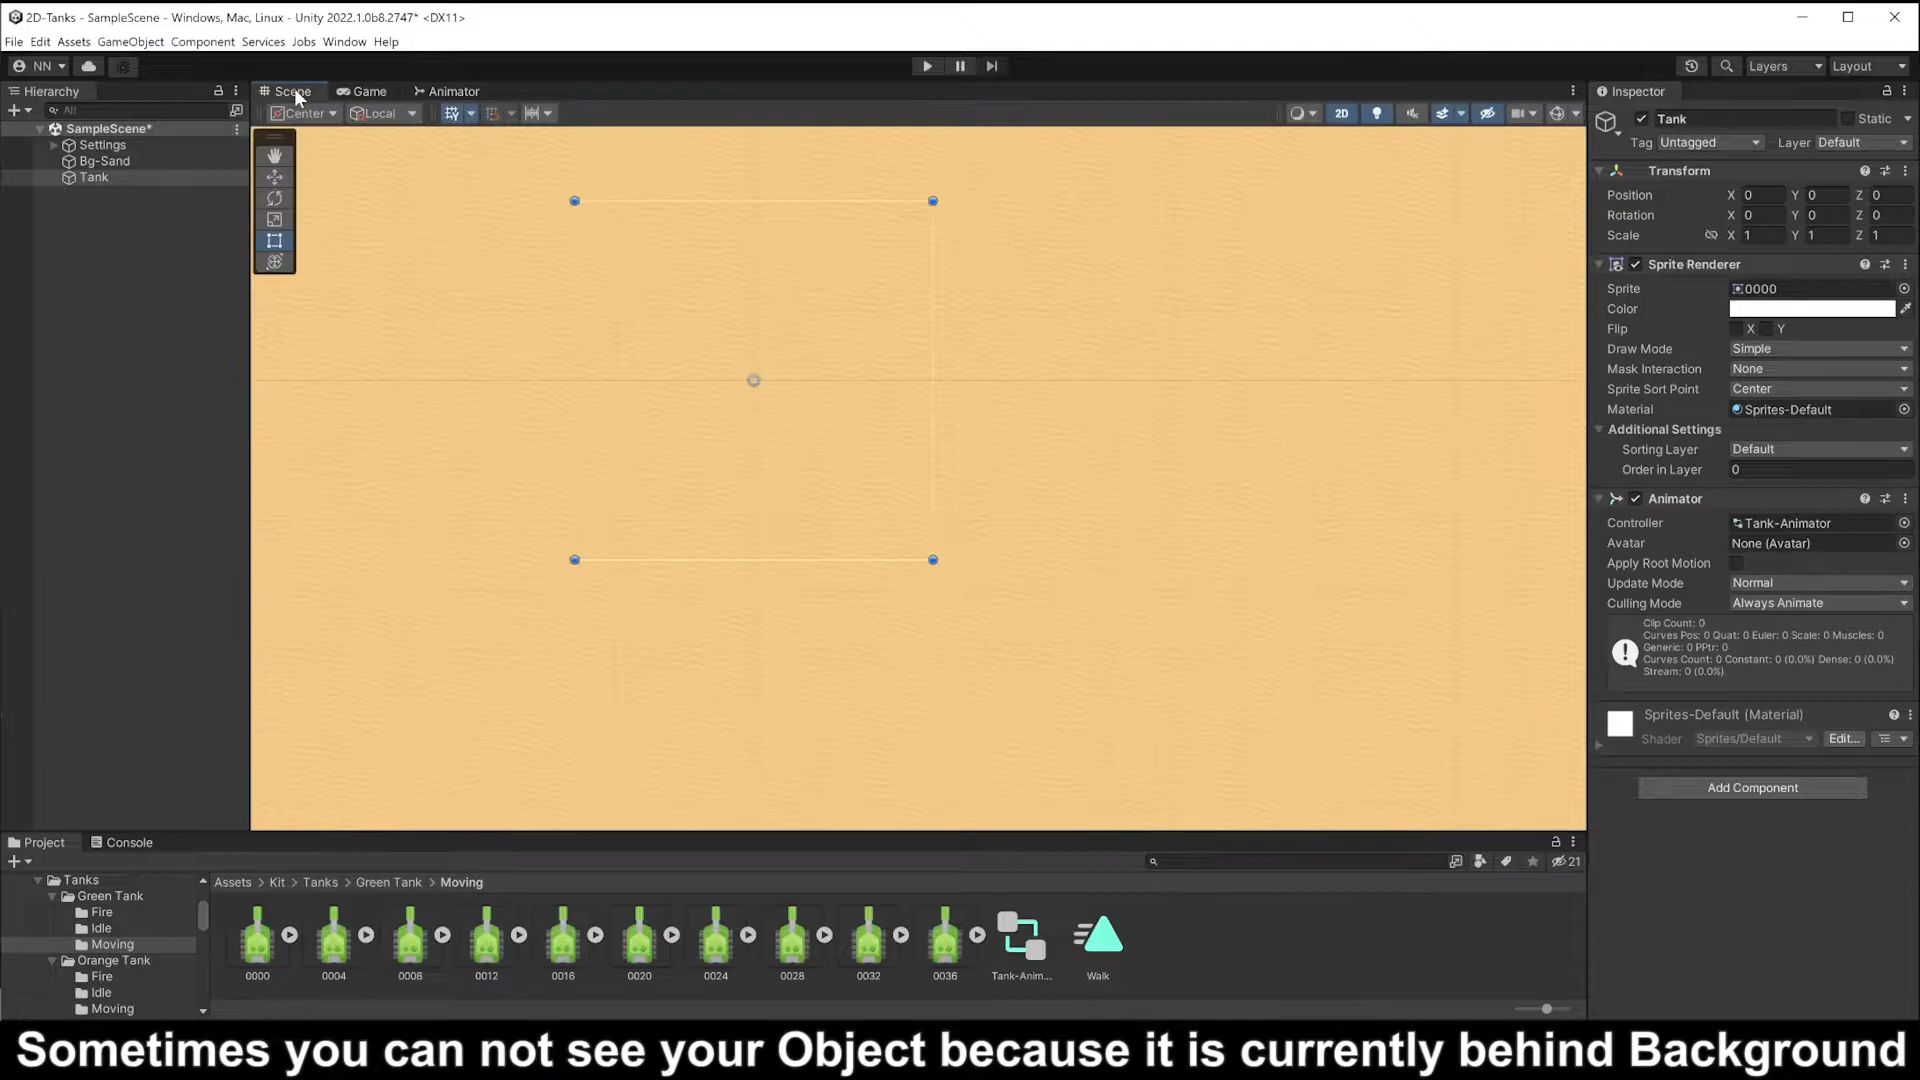 2D-Tanks - SampleScene - Windows, Mac, Linux - Unity 2022.1.0b8.2747* <DX11>
File Edit Assets GameObject Component Services Jobs Window Help
NN Layers Layout
Hierarchy
All
SampleScene*
Settings
Bg-Sand
Tank
Scene Game Animator
Center Local 2D
Inspector
Tank Static
Tag Untagged Layer Default
Transform
Position X 0 Y 0 Z 0
Rotation X 0 Y 0 Z 0
Scale X 1 Y 1 Z 1
Sprite Renderer
Sprite 0000
Color
Flip X Y
Draw Mode Simple
Mask Interaction None
Sprite Sort Point Center
Material Sprites-Default
Additional Settings
Sorting Layer Default
Order in Layer 0
Animator
Controller Tank-Animator
Avatar None (Avatar)
Apply Root Motion
Update Mode Normal
Culling Mode Always Animate
Clip Count: 0
Curves Pos: 0 Quat: 0 Euler: 0 Scale: 0 Muscles: 0
Generic: 0 PPtr: 0
Curves Count: 0 Constant: 0 (0.0%) Dense: 0 (0.0%)
Stream: 0 (0.0%)
Sprites-Default (Material)
Shader Sprites/Default Edit...
Add Component
Project Console
21
Tanks
Green Tank
Fire
Idle
Moving
Orange Tank
Fire
Idle
Moving
Assets > Kit > Tanks > Green Tank > Moving
0000 0004 0008 0012 0016 0020 0024 0028 0032 0036 Tank-Anim... Walk
Sometimes you can not see your Object because it is currently behind Background